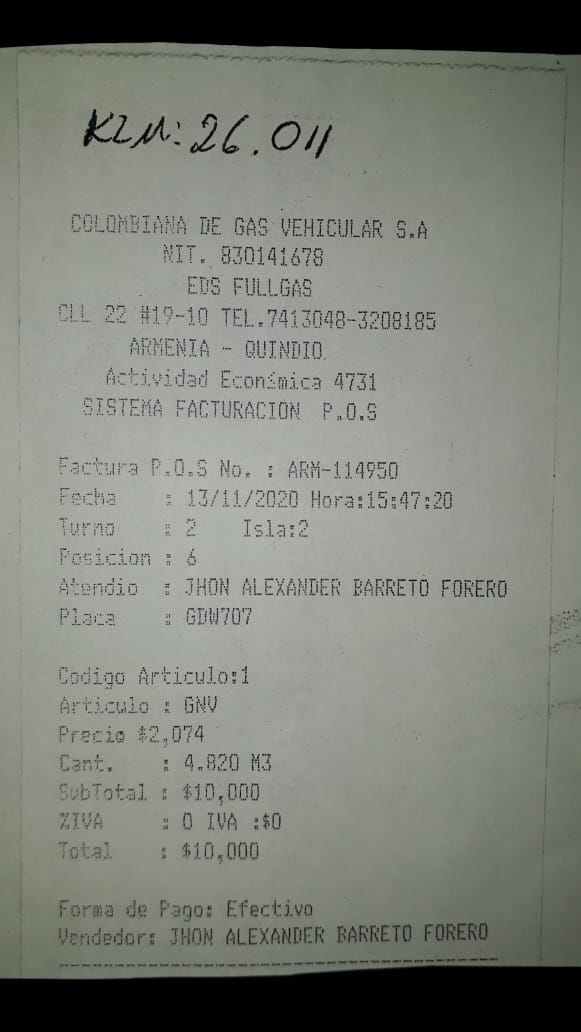 KLM: 26.011
COLOMBIANA DE GAS VEHICULAR S.A
NIT. 830141678
EDS FULLGAS
CLL 22 #19-10 TEL.7413048-3208185
ARMENIA - QUINDIO.
Actividad Económica 4731
SISTEMA FACTURACION P.O.S
Factura P.O.S No. : ARM-114950
Fecha : 13/11/2020 Hora:15:47:20
Turno : 2 Isla:2
Posicion : 6
Atendio : JHON ALEXANDER BARRETO FORERO
Placa : GDW707
Codigo Articulo:1
Articulo : GNV
Precio $2,074
Cant. : 4.820 M3
SubTotal : $10,000
%IVA : 0 IVA :$0
Total : $10,000
Forma de Pago: Efectivo
Vendedor: JHON ALEXANDER BARRETO FORERO